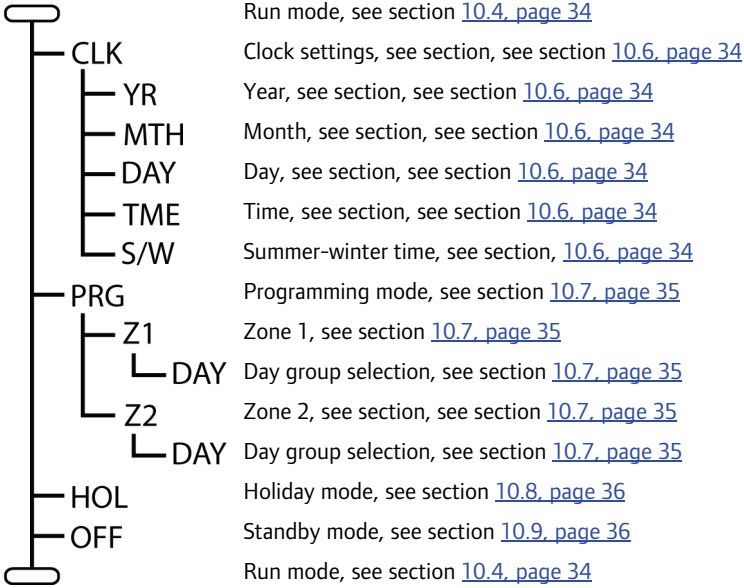 Run mode, see section 10.4, page 34
CLK Clock settings, see section, see section 10.6, page 34
YR Year, see section, see section 10.6, page 34
MTH Month, see section, see section 10.6, page 34
DAY Day, see section, see section 10.6, page 34
TME Time, see section, see section 10.6, page 34
S/W Summer-winter time, see section, 10.6, page 34
PRG Programming mode, see section 10.7, page 35
Z1 Zone 1, see section 10.7, page 35
DAY Day group selection, see section 10.7, page 35
Z2 Zone 2, see section, see section 10.7, page 35
DAY Day group selection, see section 10.7, page 35
HOL Holiday mode, see section 10.8, page 36
OFF Standby mode, see section 10.9, page 36
Run mode, see section 10.4, page 34